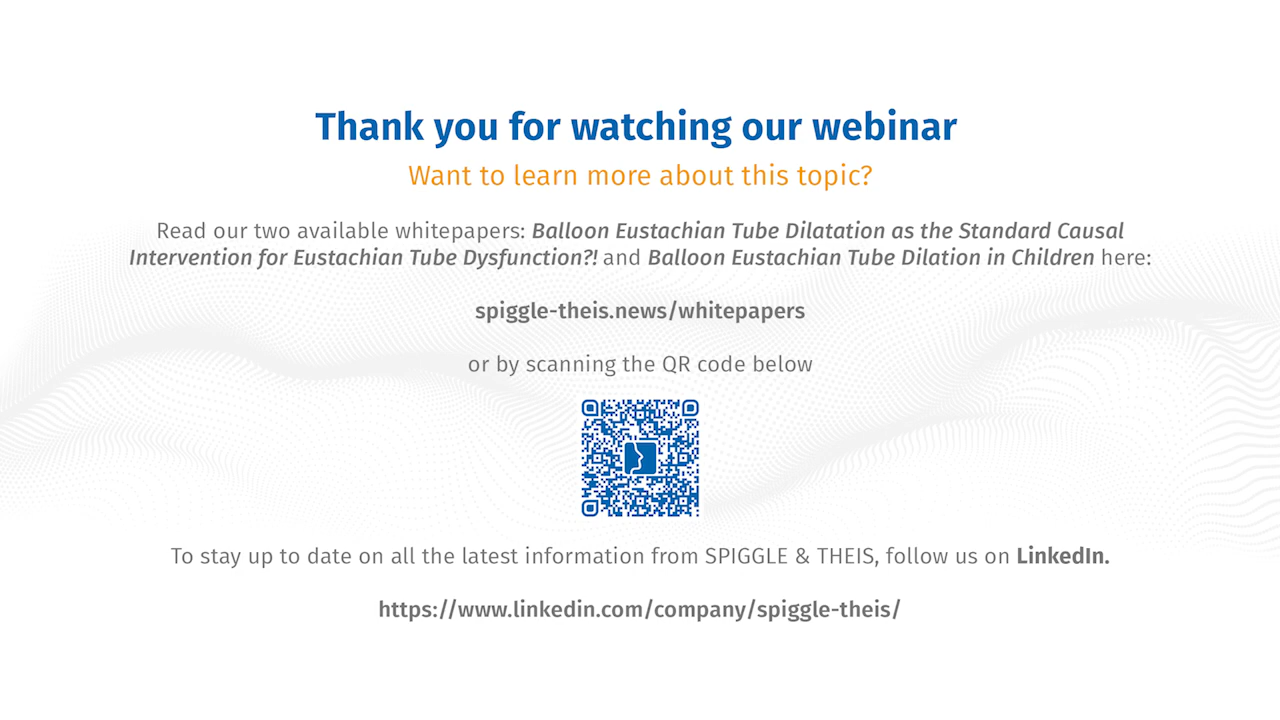 Thank you for watching our webinar
Want to learn more about this topic?
Read our two available whitepapers: Balloon Eustachian Tube Dilatation as the Standard Causal
Intervention for Eustachian Tube Dysfunction?! and Balloon Eustachian Tube Dilation in Children here:
spiggle-theis.news/whitepapers
or by scanning the QR code below
To stay up to date on all the latest information from SPIGGLE & THEIS, follow us on LinkedIn.
https://www.linkedin.com/company/spiggle-theis/